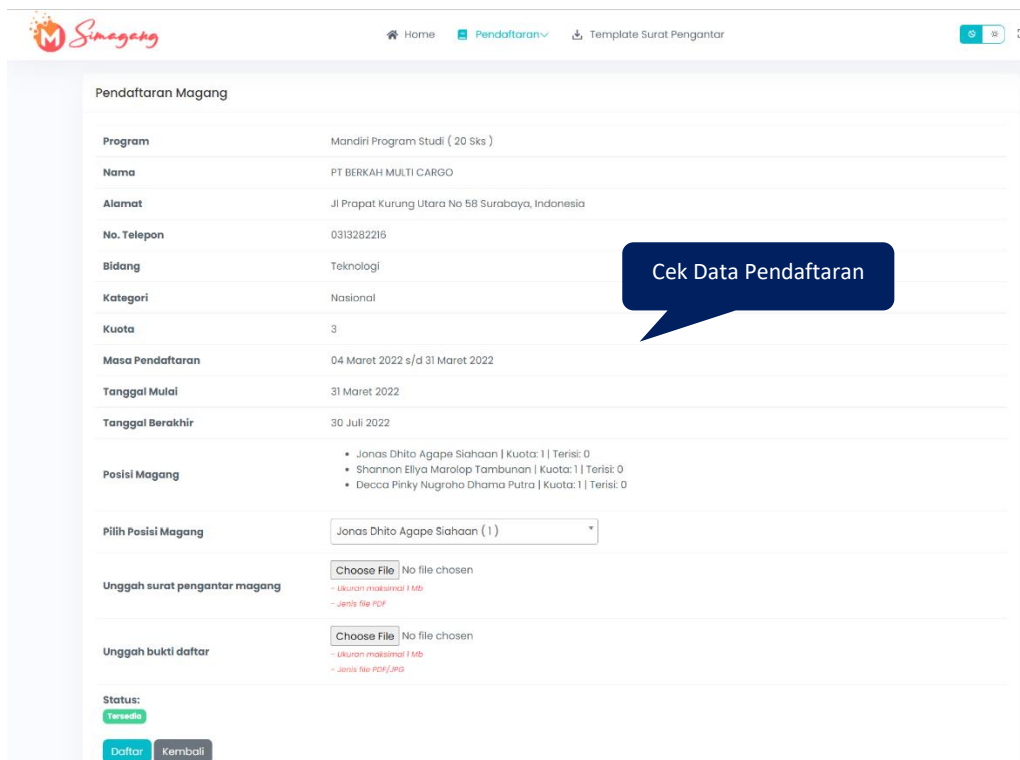 Simagang
Home Pendaftaran Template Surat Pengantar
Pendaftaran Magang
Program Mandiri Program Studi ( 20 Sks )
Nama PT BERKAH MULTI CARGO
Alamat Jl Prapat Kurung Utara No 58 Surabaya, Indonesia
No. Telepon 0313282216
Bidang Teknologi
Cek Data Pendaftaran
Kategori Nasional
Kuota 3
Masa Pendaftaran 04 Maret 2022 s/d 31 Maret 2022
Tanggal Mulai 31 Maret 2022
Tanggal Berakhir 30 Juli 2022
Posisi Magang
• Jonas Dhito Agape Siahaan | Kuota: 1 | Terisi: 0
• Shannon Ellya Marolop Tambunan | Kuota: 1 | Terisi: 0
• Decca Pinky Nugroho Dhama Putra | Kuota: 1 | Terisi: 0
Pilih Posisi Magang Jonas Dhito Agape Siahaan ( 1 )
Unggah surat pengantar magang
Choose File No file chosen
- Ukuran maksimal 1 Mb
- Jenis file PDF
Unggah bukti daftar
Choose File No file chosen
- Ukuran maksimal 1 Mb
- Jenis file PDF/JPG
Status:
Tersedia
Daftar Kembali